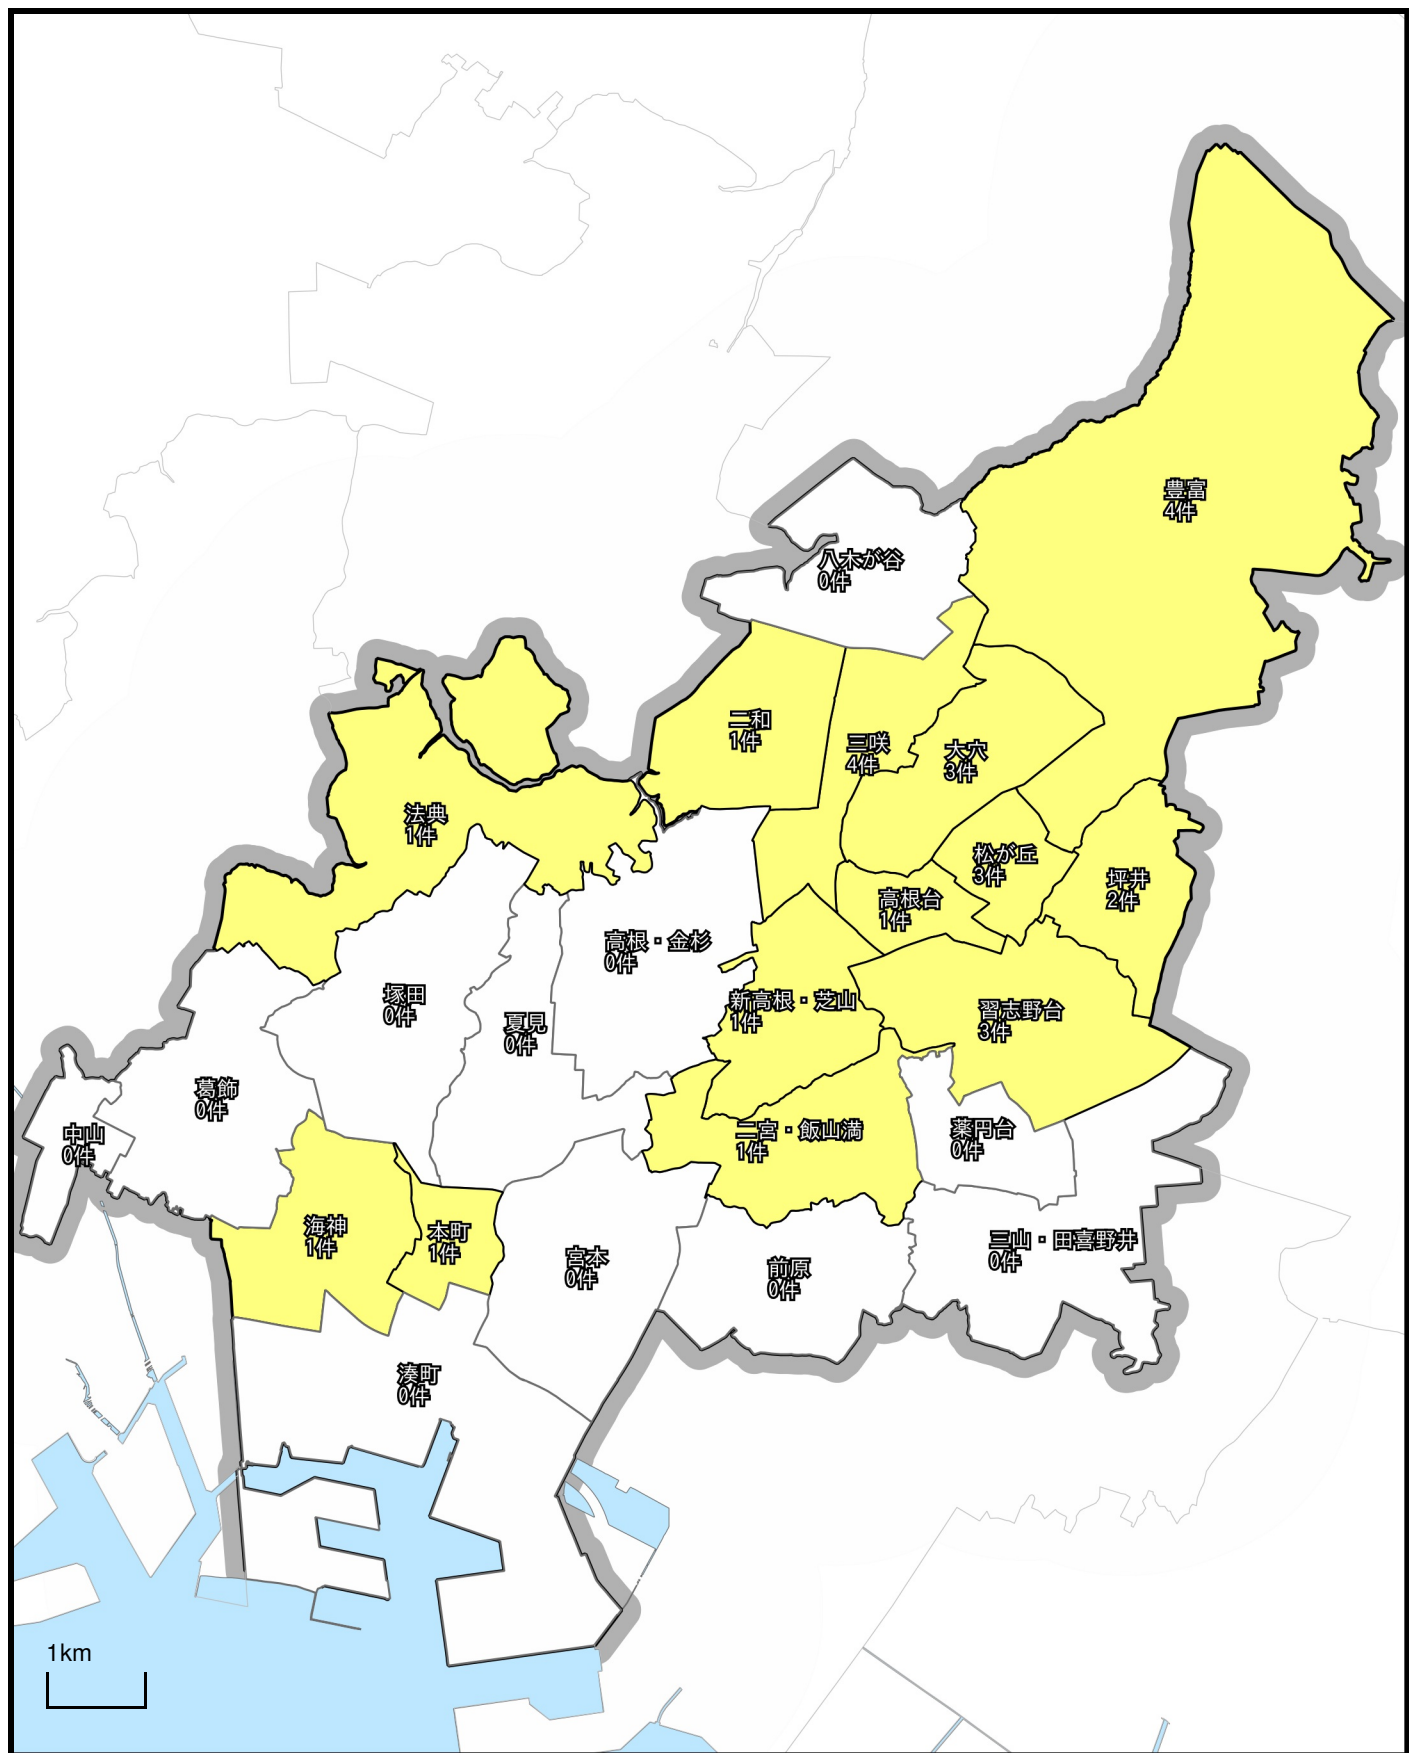 豊富
4件
八木が谷
0件
二和
1件
三咲
4件
大穴
3件
法典
1件
松が丘
3件
坪井
2件
高根台
1件
高根・金杉
0件
塚田
0件
新高根・芝山
1件
習志野台
3件
夏見
0件
葛飾
0件
中山
0件
二宮・飯山満
1件
薬円台
0件
海神
1件
本町
1件
宮本
0件
前原
0件
三山・田喜野井
0件
湊町
0件
1km